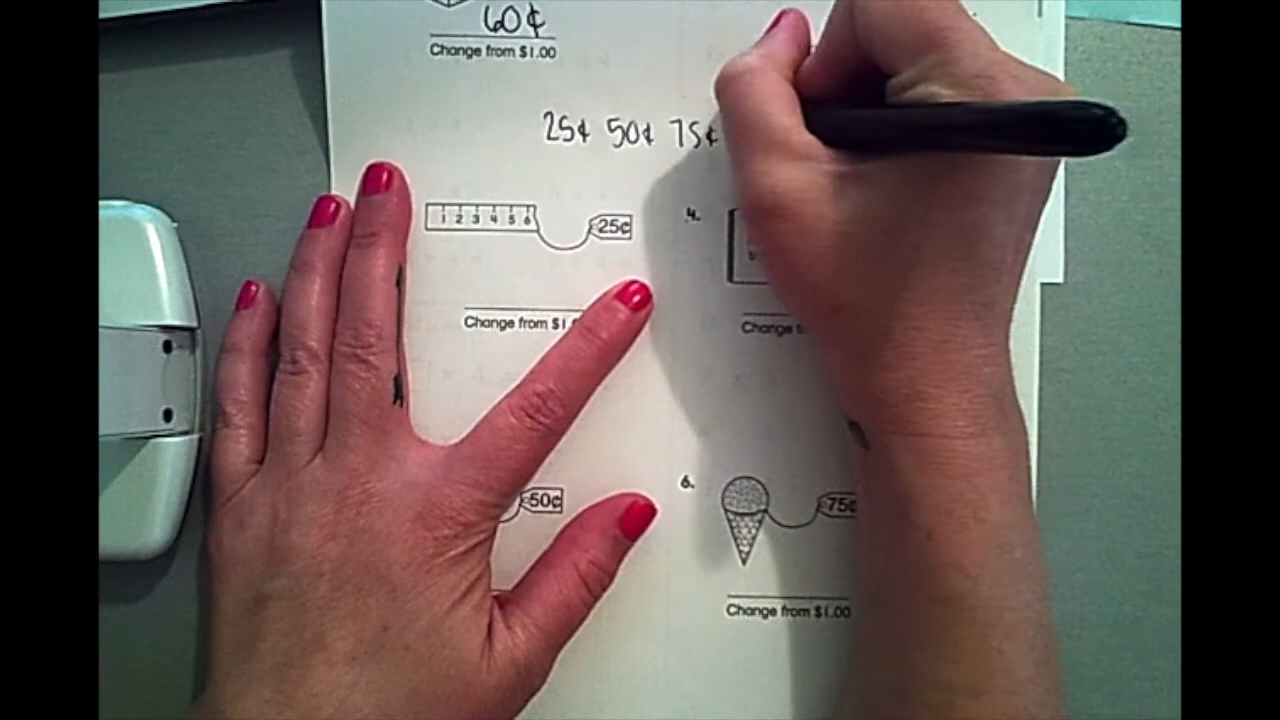 60¢
Change from $1.00
25¢ 50¢ 75¢
1 2 3 4 5 6
25¢
4.
Change from $1.
Change
50¢
6.
75¢
Change from $1.00